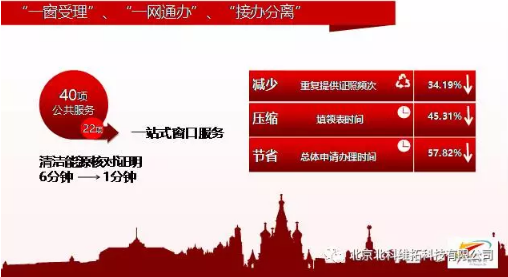 “一窗受理”、“一网通办”、“接办分离”
40项
公共服务
22项
一站式窗口服务
清洁能源核对证明
6分钟 → 1分钟
减少 重复提供证照频次 34.19%↓
压缩 填领表时间 45.31%↓
节省 总体申请办理时间 57.82%↓
北京北科维拓科技有限公司